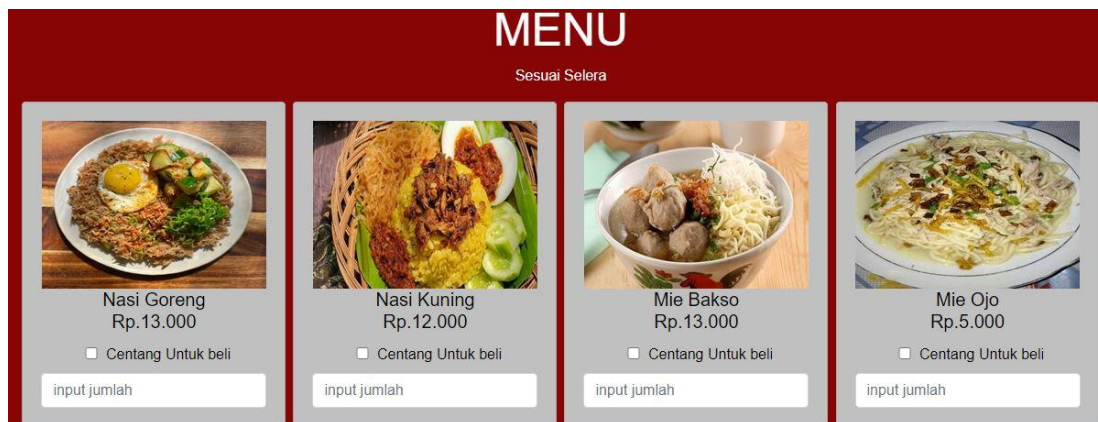 MENU
Sesuai Selera
Nasi Goreng
Rp.13.000
Centang Untuk beli
input jumlah
Nasi Kuning
Rp.12.000
Centang Untuk beli
input jumlah
Mie Bakso
Rp.13.000
Centang Untuk beli
input jumlah
Mie Ojo
Rp.5.000
Centang Untuk beli
input jumlah